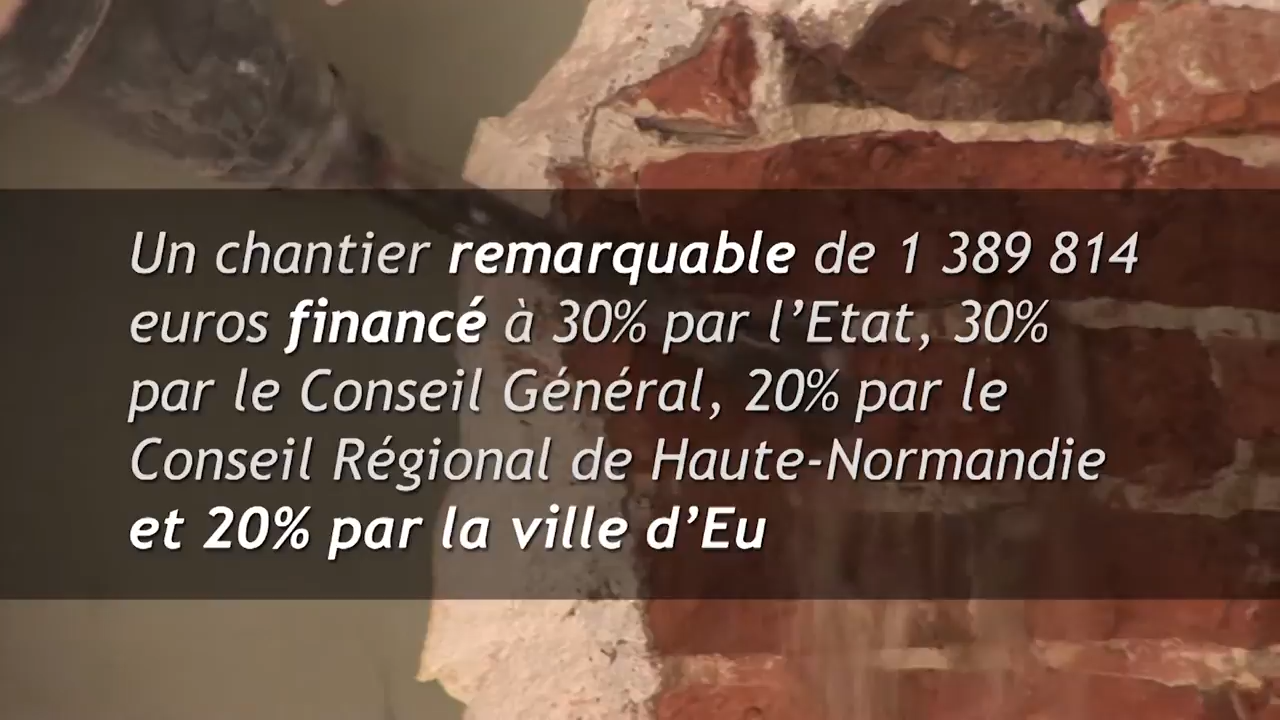 Un chantier remarquable de 1 389 814
euros financé à 30% par l’Etat, 30%
par le Conseil Général, 20% par le
Conseil Régional de Haute-Normandie
et 20% par la ville d’Eu